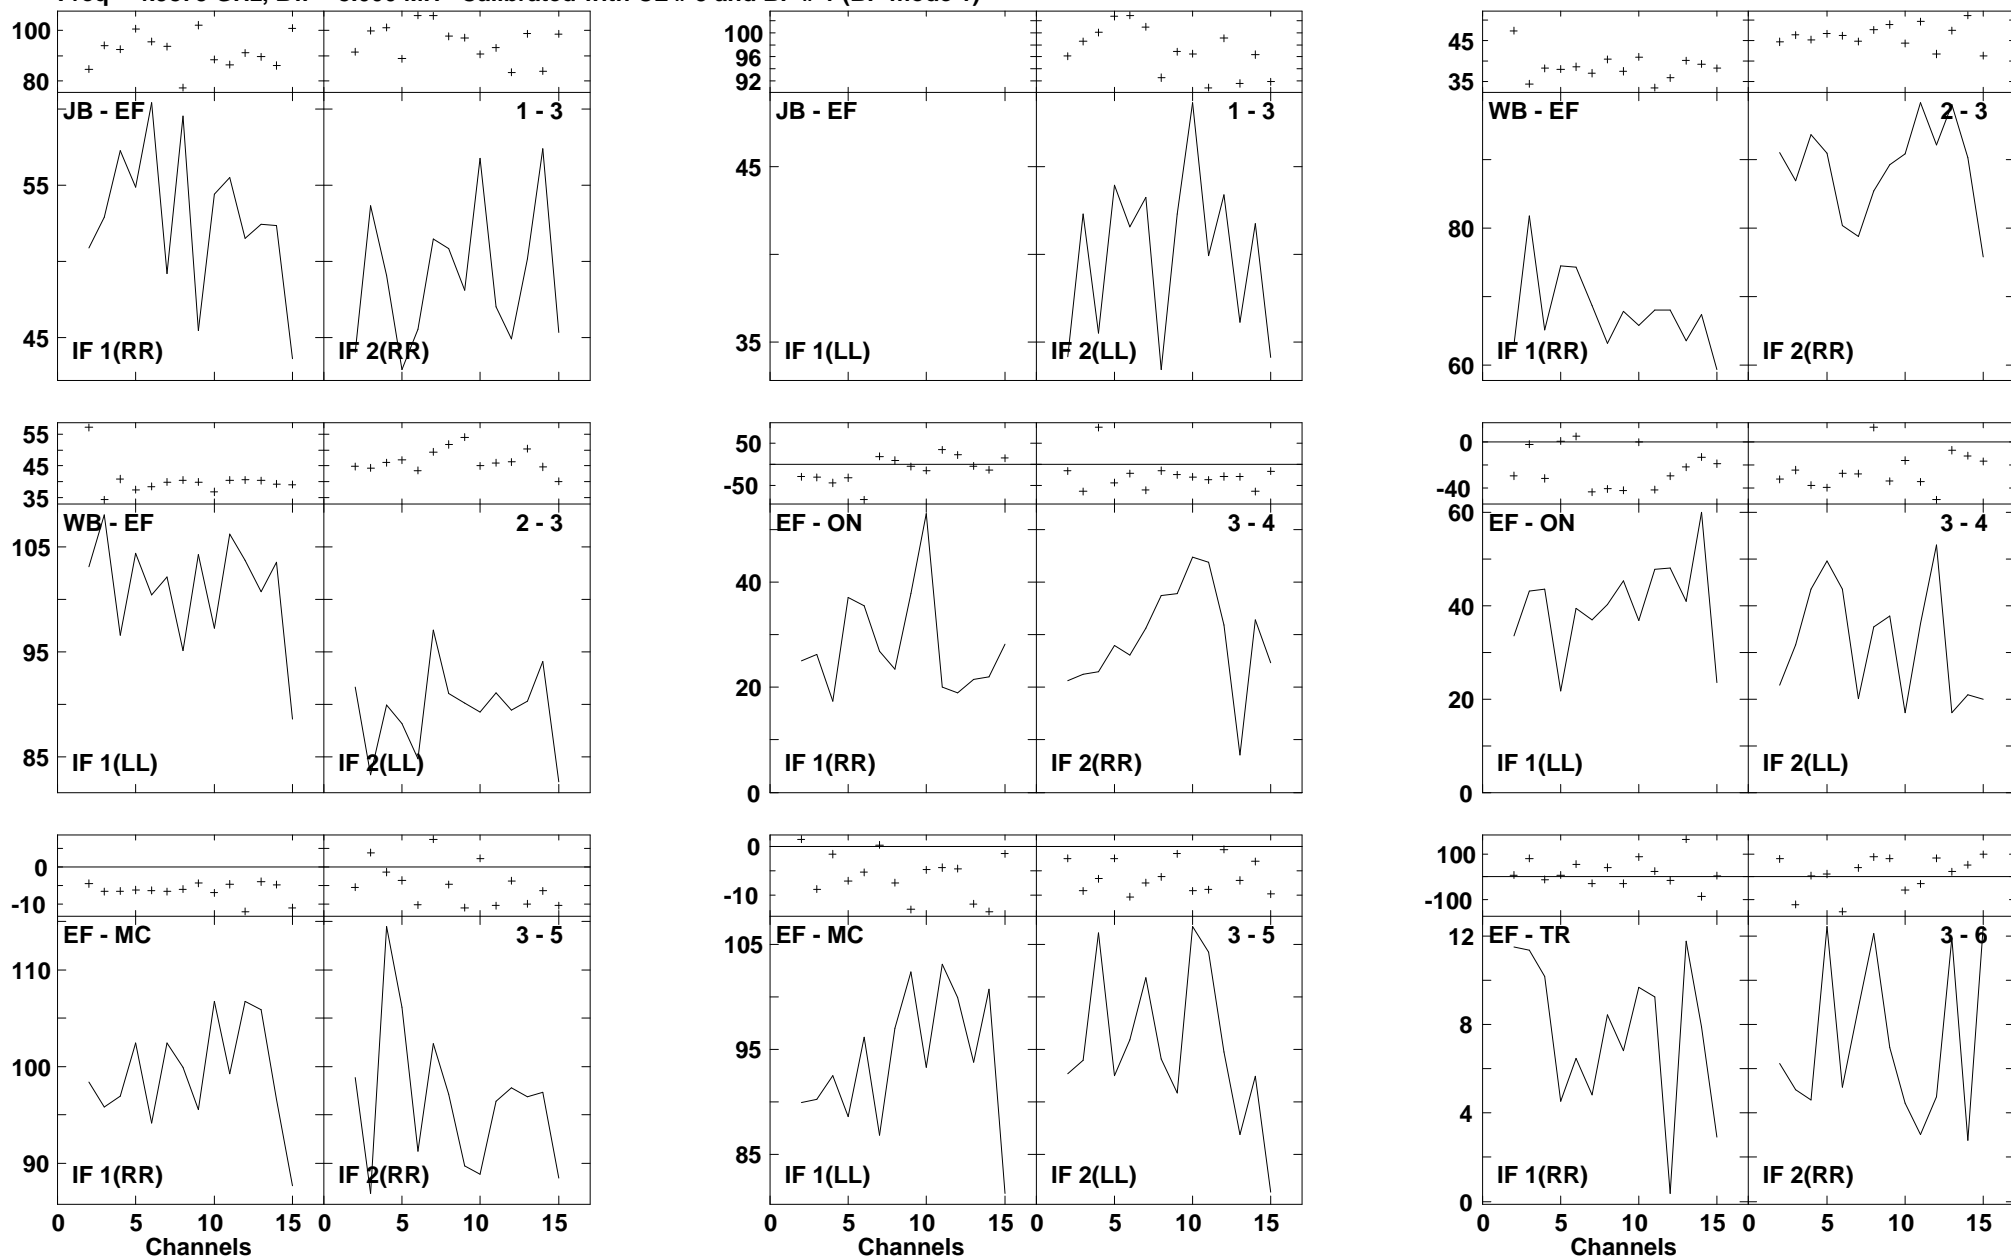 100
80
JB - EF
1 - 3
55
45
IF 1(RR)
IF 2(RR)
100
96
92
JB - EF
1 - 3
45
35
IF 1(LL)
IF 2(LL)
45
35
WB - EF
2 - 3
80
60
IF 1(RR)
IF 2(RR)
55
45
35
WB - EF
2 - 3
105
95
85
IF 1(LL)
IF 2(LL)
50
-50
EF - ON
3 - 4
40
20
0
IF 1(RR)
IF 2(RR)
0
-40
60
EF - ON
3 - 4
40
20
0
IF 1(LL)
IF 2(LL)
0
-10
EF - MC
3 - 5
110
100
90
IF 1(RR)
IF 2(RR)
0 5 10 15 0 5 10 15
Channels
0
-10
105
EF - MC
3 - 5
95
85
IF 1(LL)
IF 2(LL)
0 5 10 15 0 5 10 15
Channels
100
-100
12
EF - TR
3 - 6
8
4
0
IF 1(RR)
IF 2(RR)
0 5 10 15 0 5 10 15
Channels